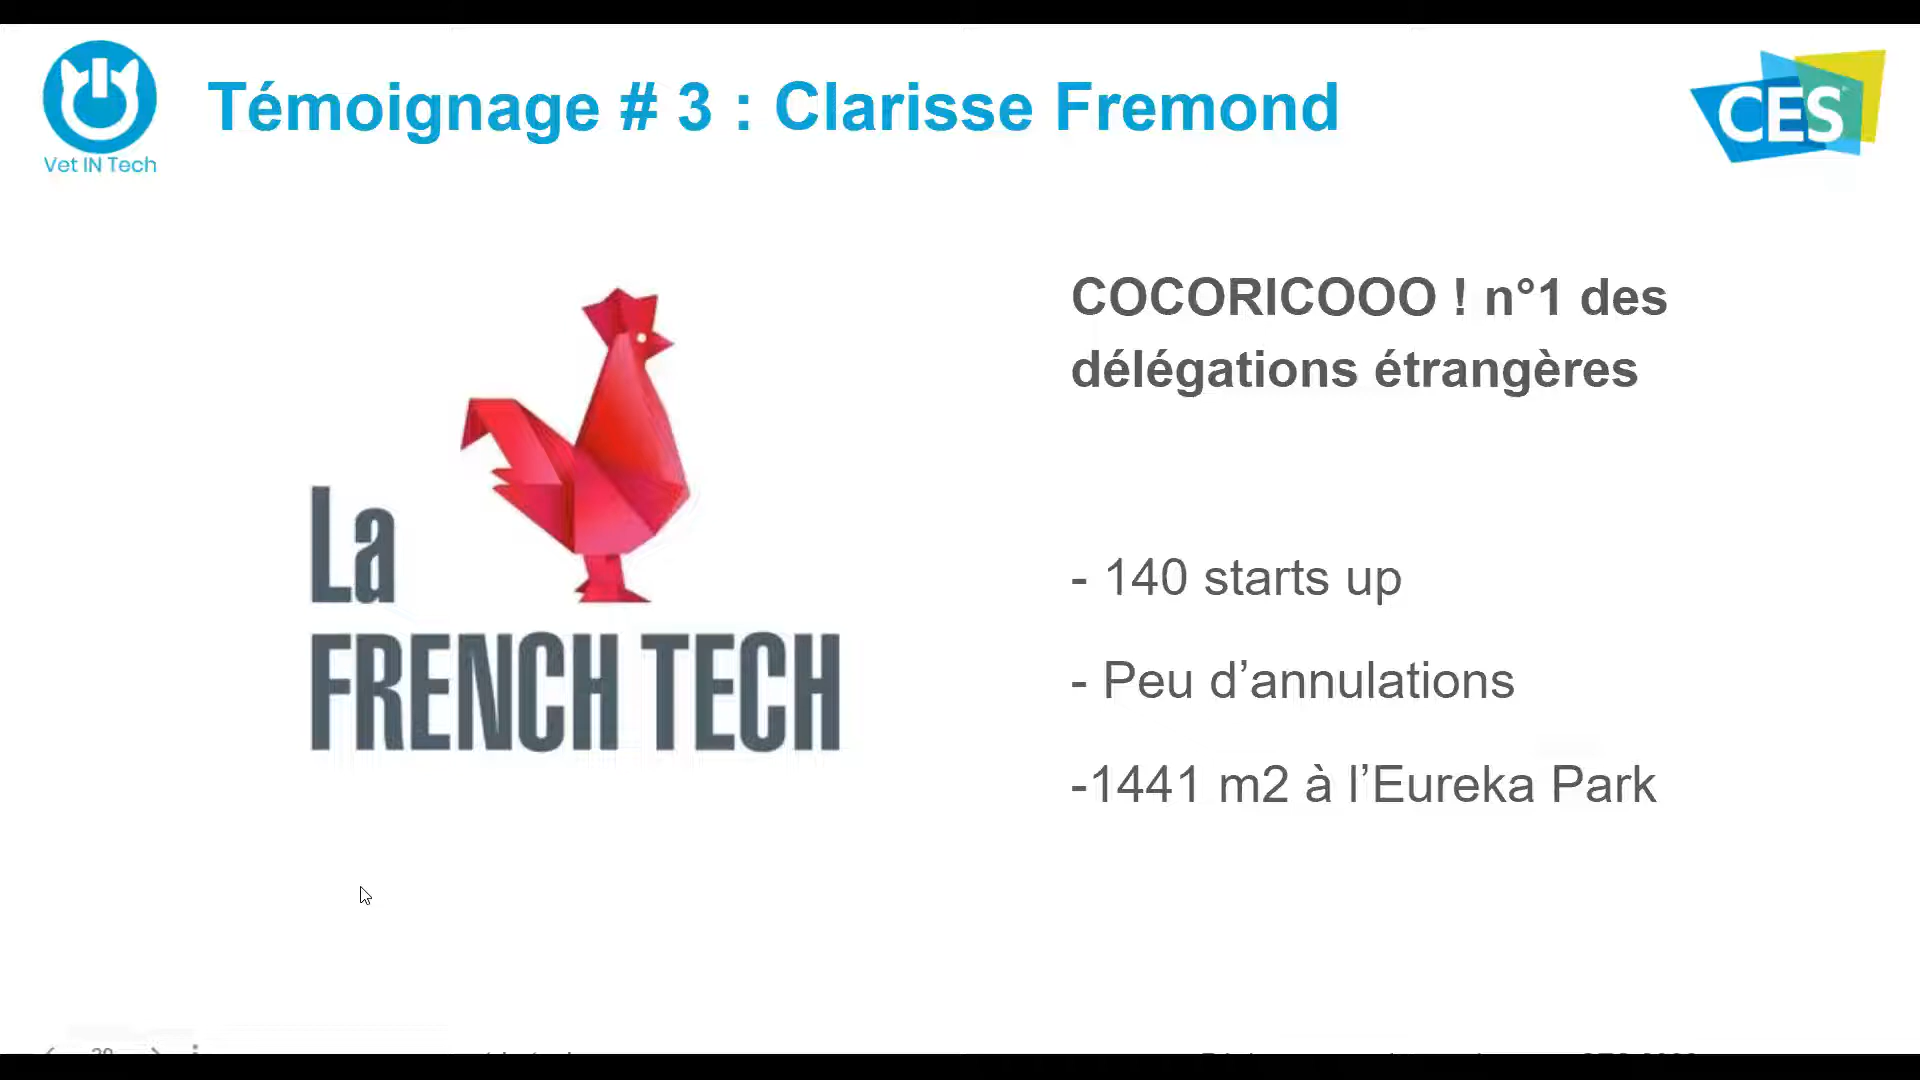 Témoignage # 3 : Clarisse Fremond
Vet IN Tech
CES
COCORICOOO ! n°1 des
délégations étrangères
La
FRENCH TECH
- 140 starts up
- Peu d’annulations
-1441 m2 à l’Eureka Park